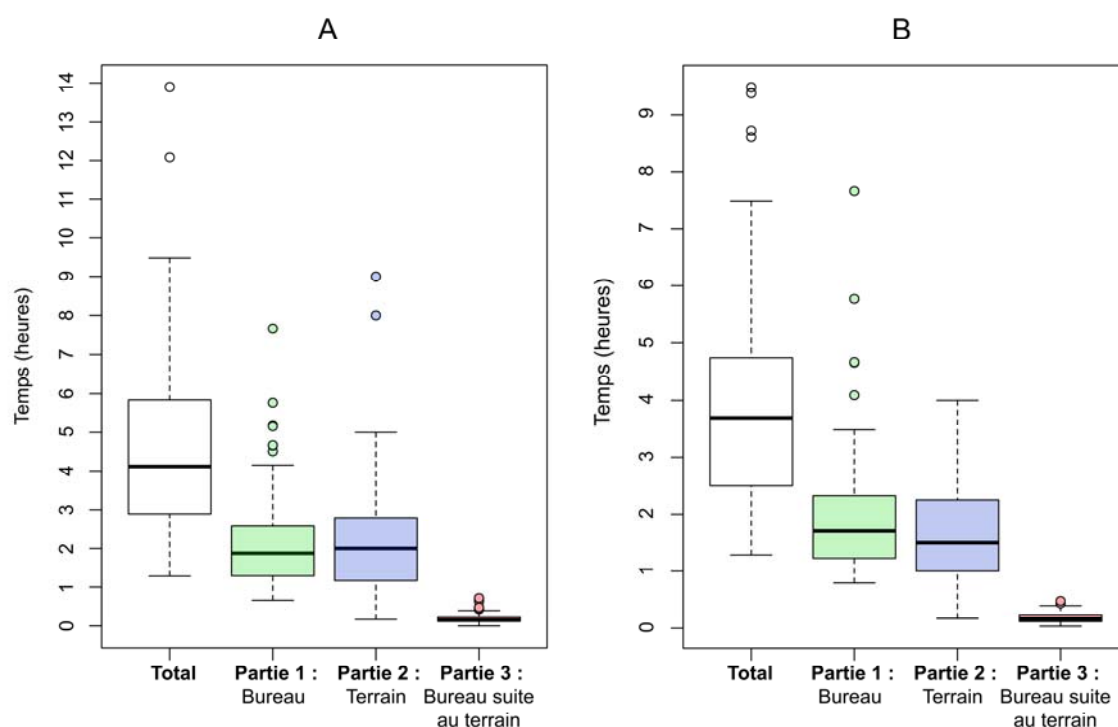 A
B
Temps (heures)
14
13
12
11
10
9
8
7
6
5
4
3
2
1
0
Total
Partie 1 :
Bureau
Partie 2 :
Terrain
Partie 3 :
Bureau suite
au terrain
Temps (heures)
9
8
7
6
5
4
3
2
1
0
Total
Partie 1 :
Bureau
Partie 2 :
Terrain
Partie 3 :
Bureau suite
au terrain